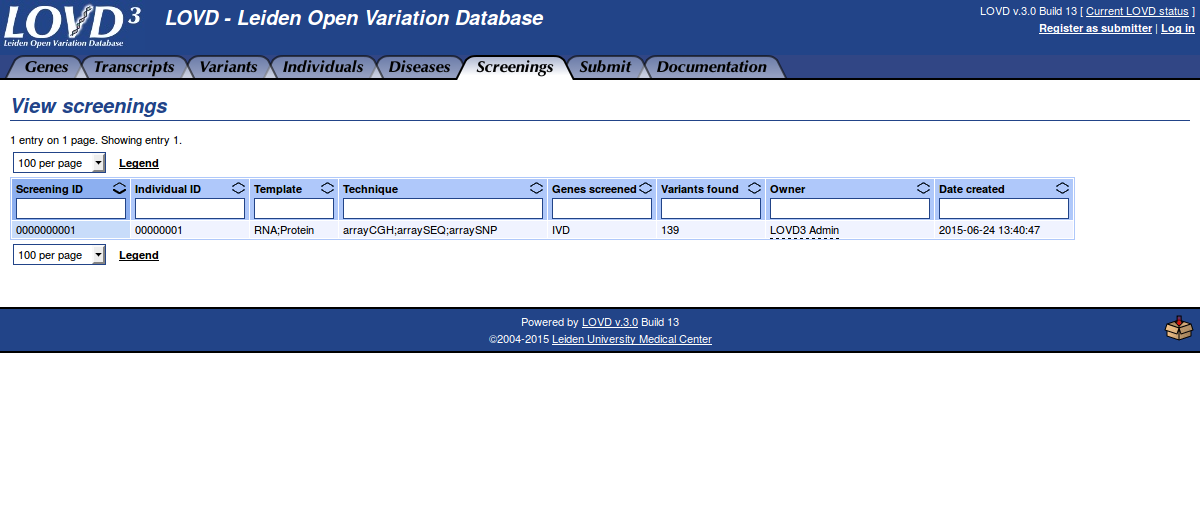 LOVD 3
Leiden Open Variation Database
LOVD - Leiden Open Variation Database
LOVD v.3.0 Build 13 [ Current LOVD status ]
Register as submitter | Log in
Genes Transcripts Variants Individuals Diseases Screenings Submit Documentation
View screenings
1 entry on 1 page. Showing entry 1.
100 per page Legend
Screening ID Individual ID Template Technique Genes screened Variants found Owner Date created
0000000001 00000001 RNA;Protein arrayCGH;arraySEQ;arraySNP IVD 139 LOVD3 Admin 2015-06-24 13:40:47
100 per page Legend
Powered by LOVD v.3.0 Build 13
©2004-2015 Leiden University Medical Center